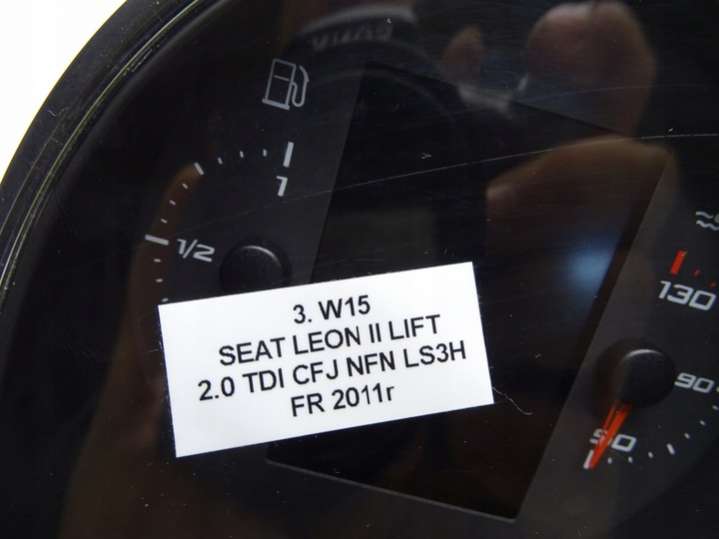 1
1/2
3. W15
SEAT LEON II LIFT
2.0 TDI CFJ NFN LS3H
FR 2011r
130
90
50